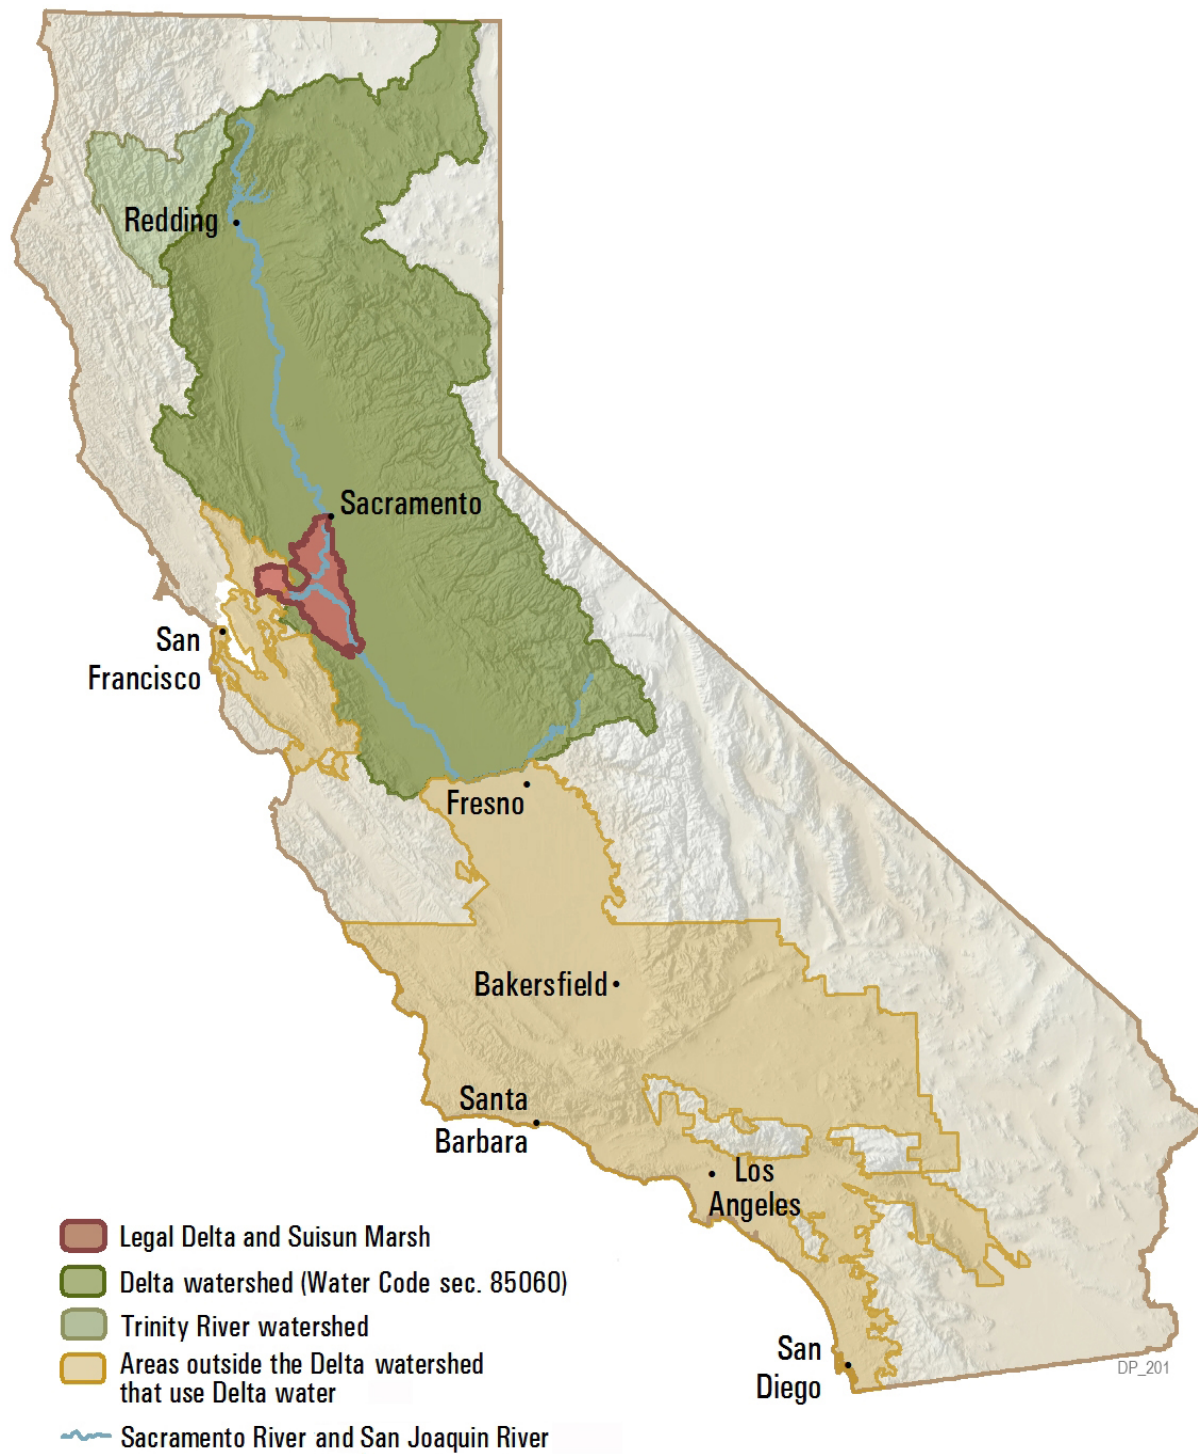 Redding
Sacramento
San
Francisco
Fresno
Bakersfield
Santa
Barbara
Los
Angeles
San
Diego
DP_201
Legal Delta and Suisun Marsh
Delta watershed (Water Code sec. 85060)
Trinity River watershed
Areas outside the Delta watershed
that use Delta water
Sacramento River and San Joaquin River